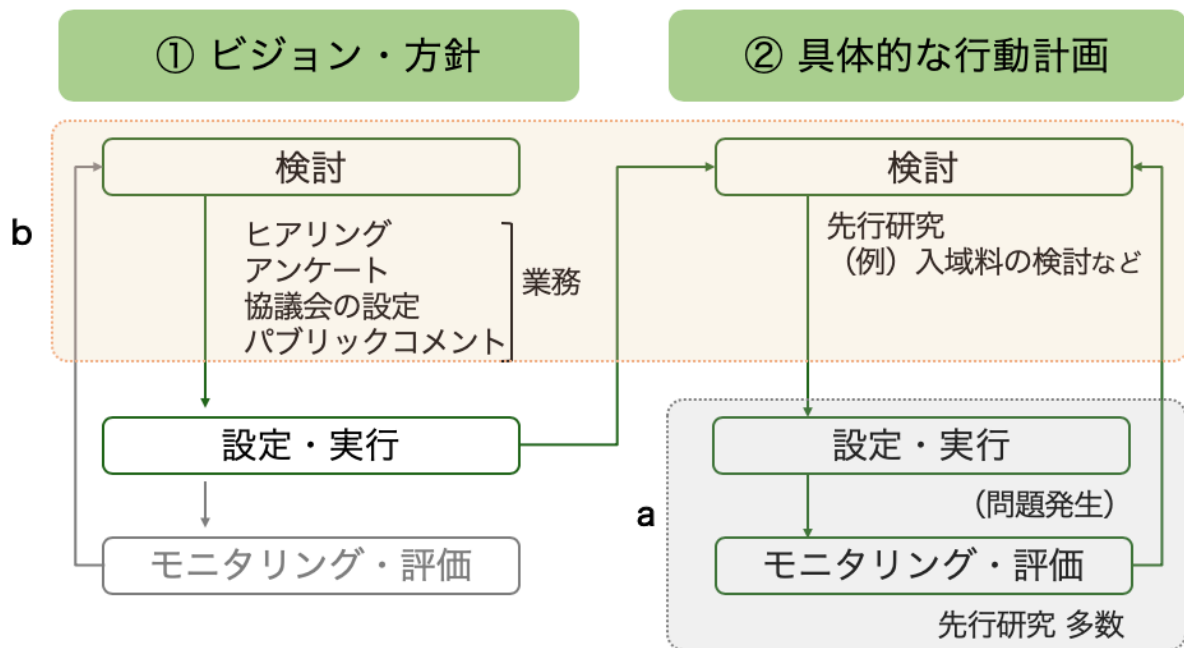 ① ビジョン・方針
② 具体的な行動計画
b
検討
ヒアリング
アンケート
協議会の設定
パブリックコメント
業務
設定・実行
モニタリング・評価
検討
先行研究
（例）入域料の検討など
a
設定・実行
（問題発生）
モニタリング・評価
先行研究 多数